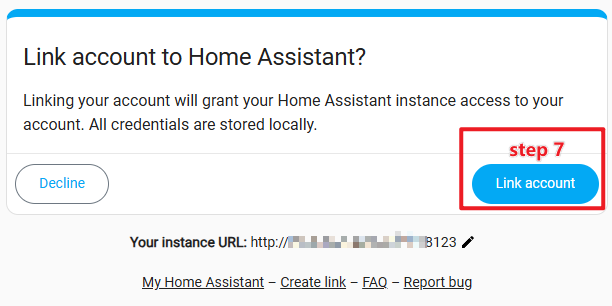 Link account to Home Assistant?
Linking your account will grant your Home Assistant instance access to your
account. All credentials are stored locally.
step 7
Decline
Link account
Your instance URL: http:// 8123
My Home Assistant – Create link – FAQ – Report bug